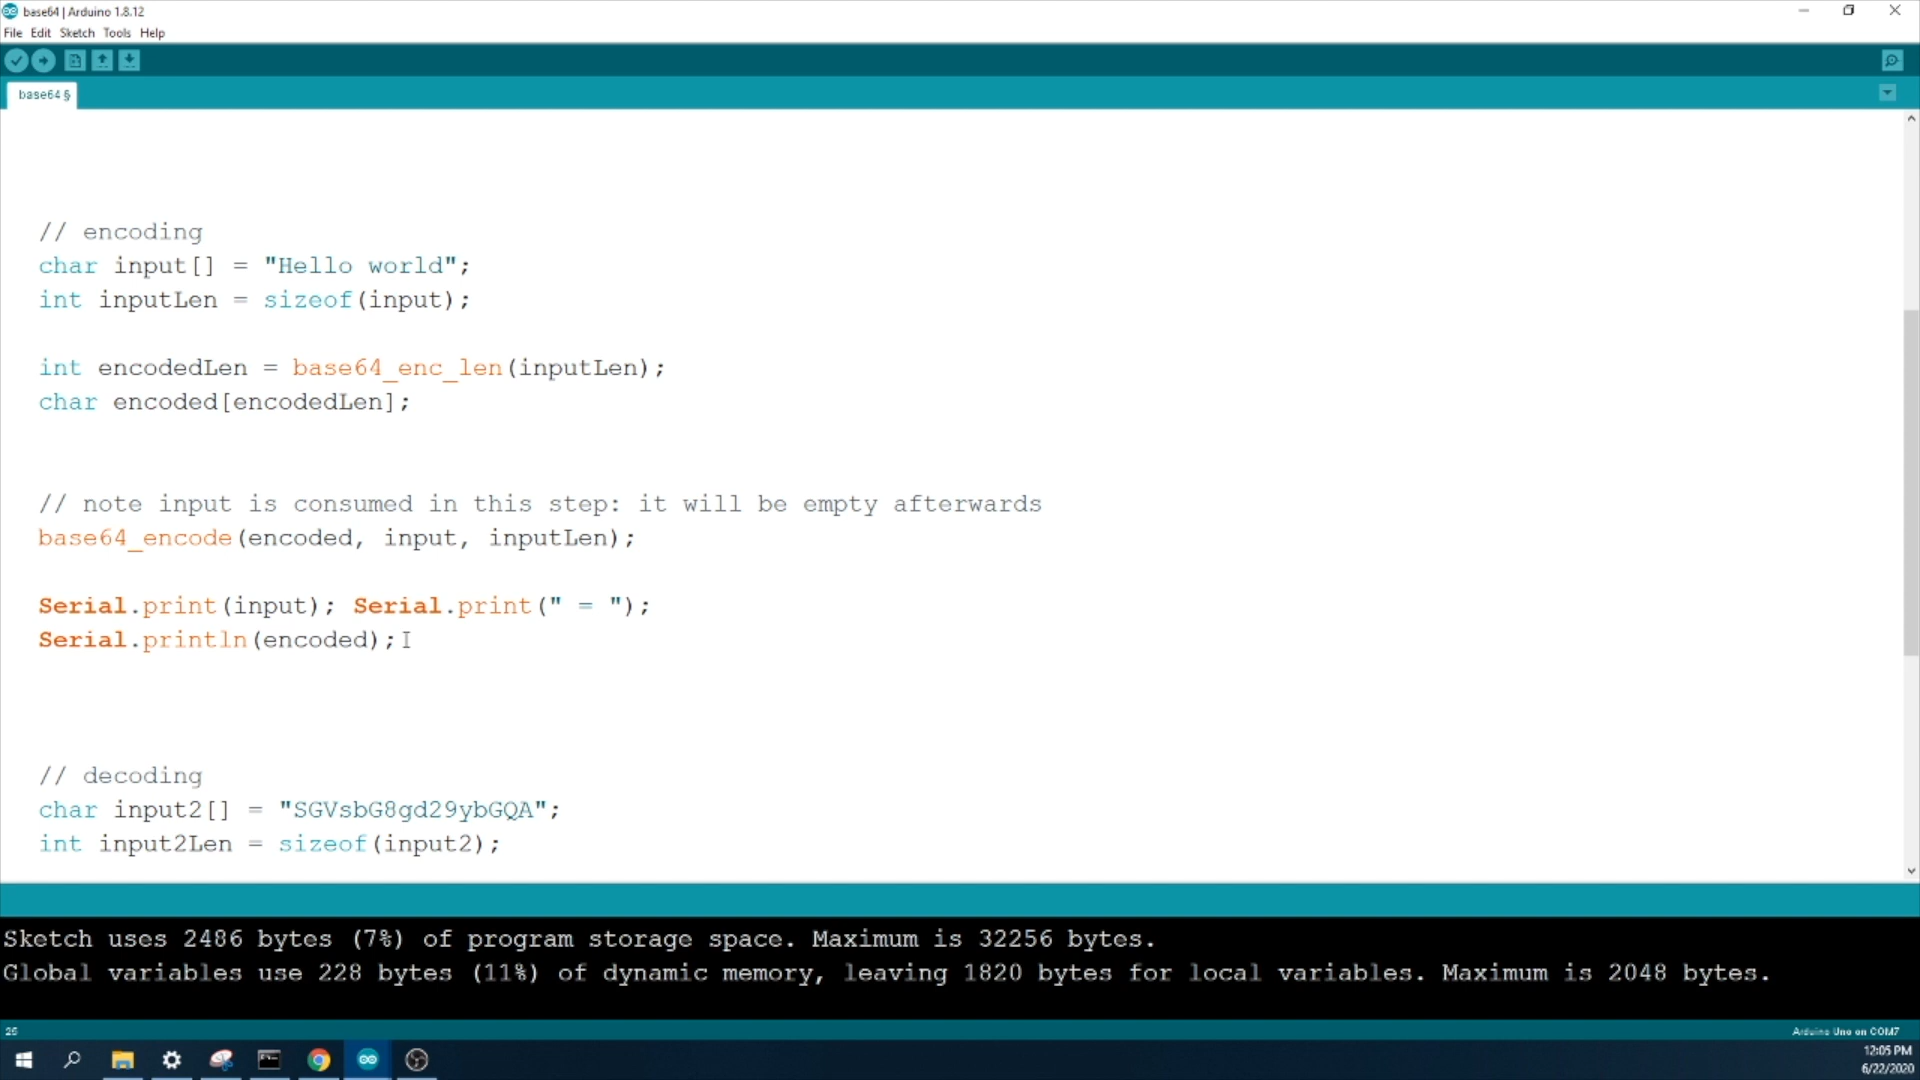 base64 | Arduino 1.8.12
File Edit Sketch Tools Help
base64 §
// encoding
char input[] = "Hello world";
int inputLen = sizeof(input);
int encodedLen = base64_enc_len(inputLen);
char encoded[encodedLen];
// note input is consumed in this step: it will be empty afterwards
base64_encode(encoded, input, inputLen);
Serial.print(input); Serial.print(" = ");
Serial.println(encoded);
// decoding
char input2[] = "SGVsbG8gd29ybGQA";
int input2Len = sizeof(input2);
Sketch uses 2486 bytes (7%) of program storage space. Maximum is 32256 bytes.
Global variables use 228 bytes (11%) of dynamic memory, leaving 1820 bytes for local variables. Maximum is 2048 bytes.
25
Arduino Uno on COM7
12:05 PM
6/22/2020